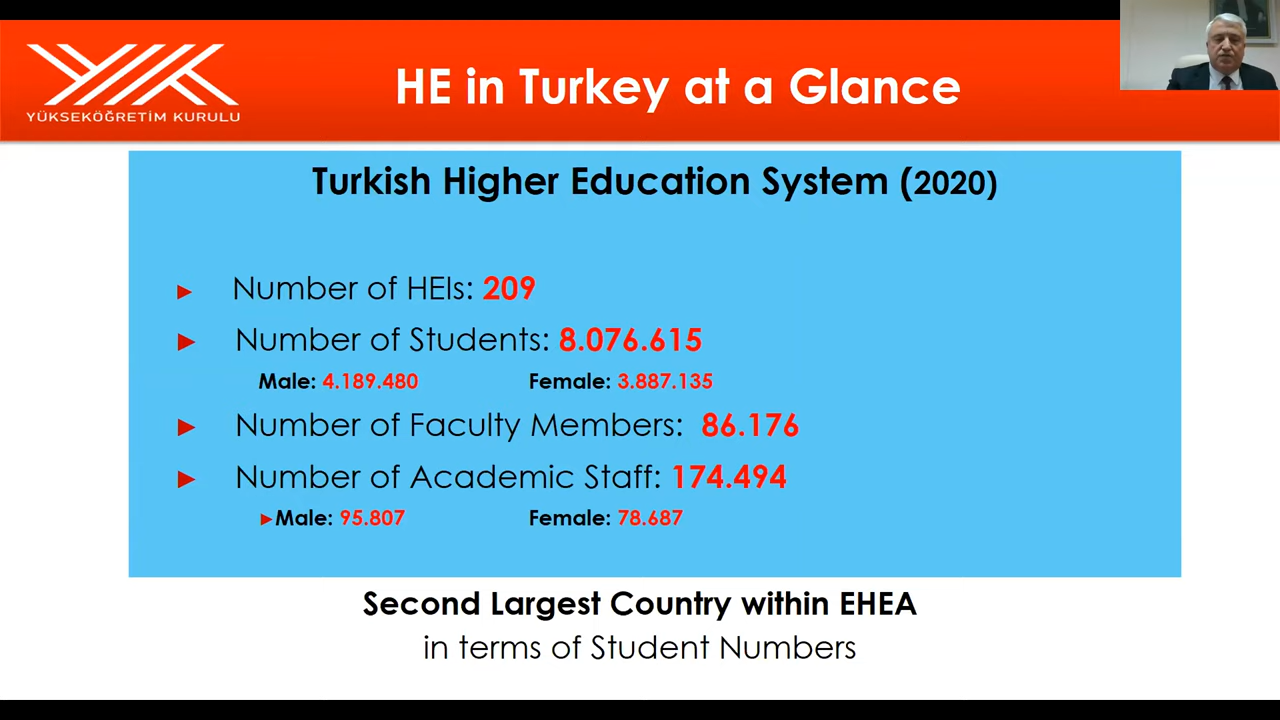 HE in Turkey at a Glance
YÜKSEKÖĞRETİM KURULU
Turkish Higher Education System (2020)
► Number of HEIs: 209
► Number of Students: 8.076.615
Male: 4.189.480 Female: 3.887.135
► Number of Faculty Members: 86.176
► Number of Academic Staff: 174.494
►Male: 95.807 Female: 78.687
Second Largest Country within EHEA
in terms of Student Numbers